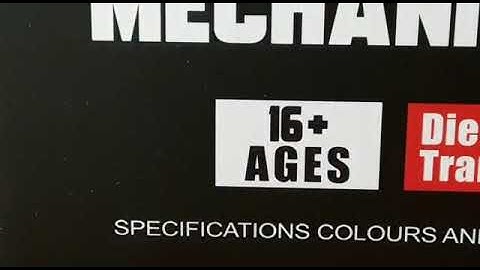 MECHANI
16+
AGES
Die
Tra
SPECIFICATIONS COLOURS AN